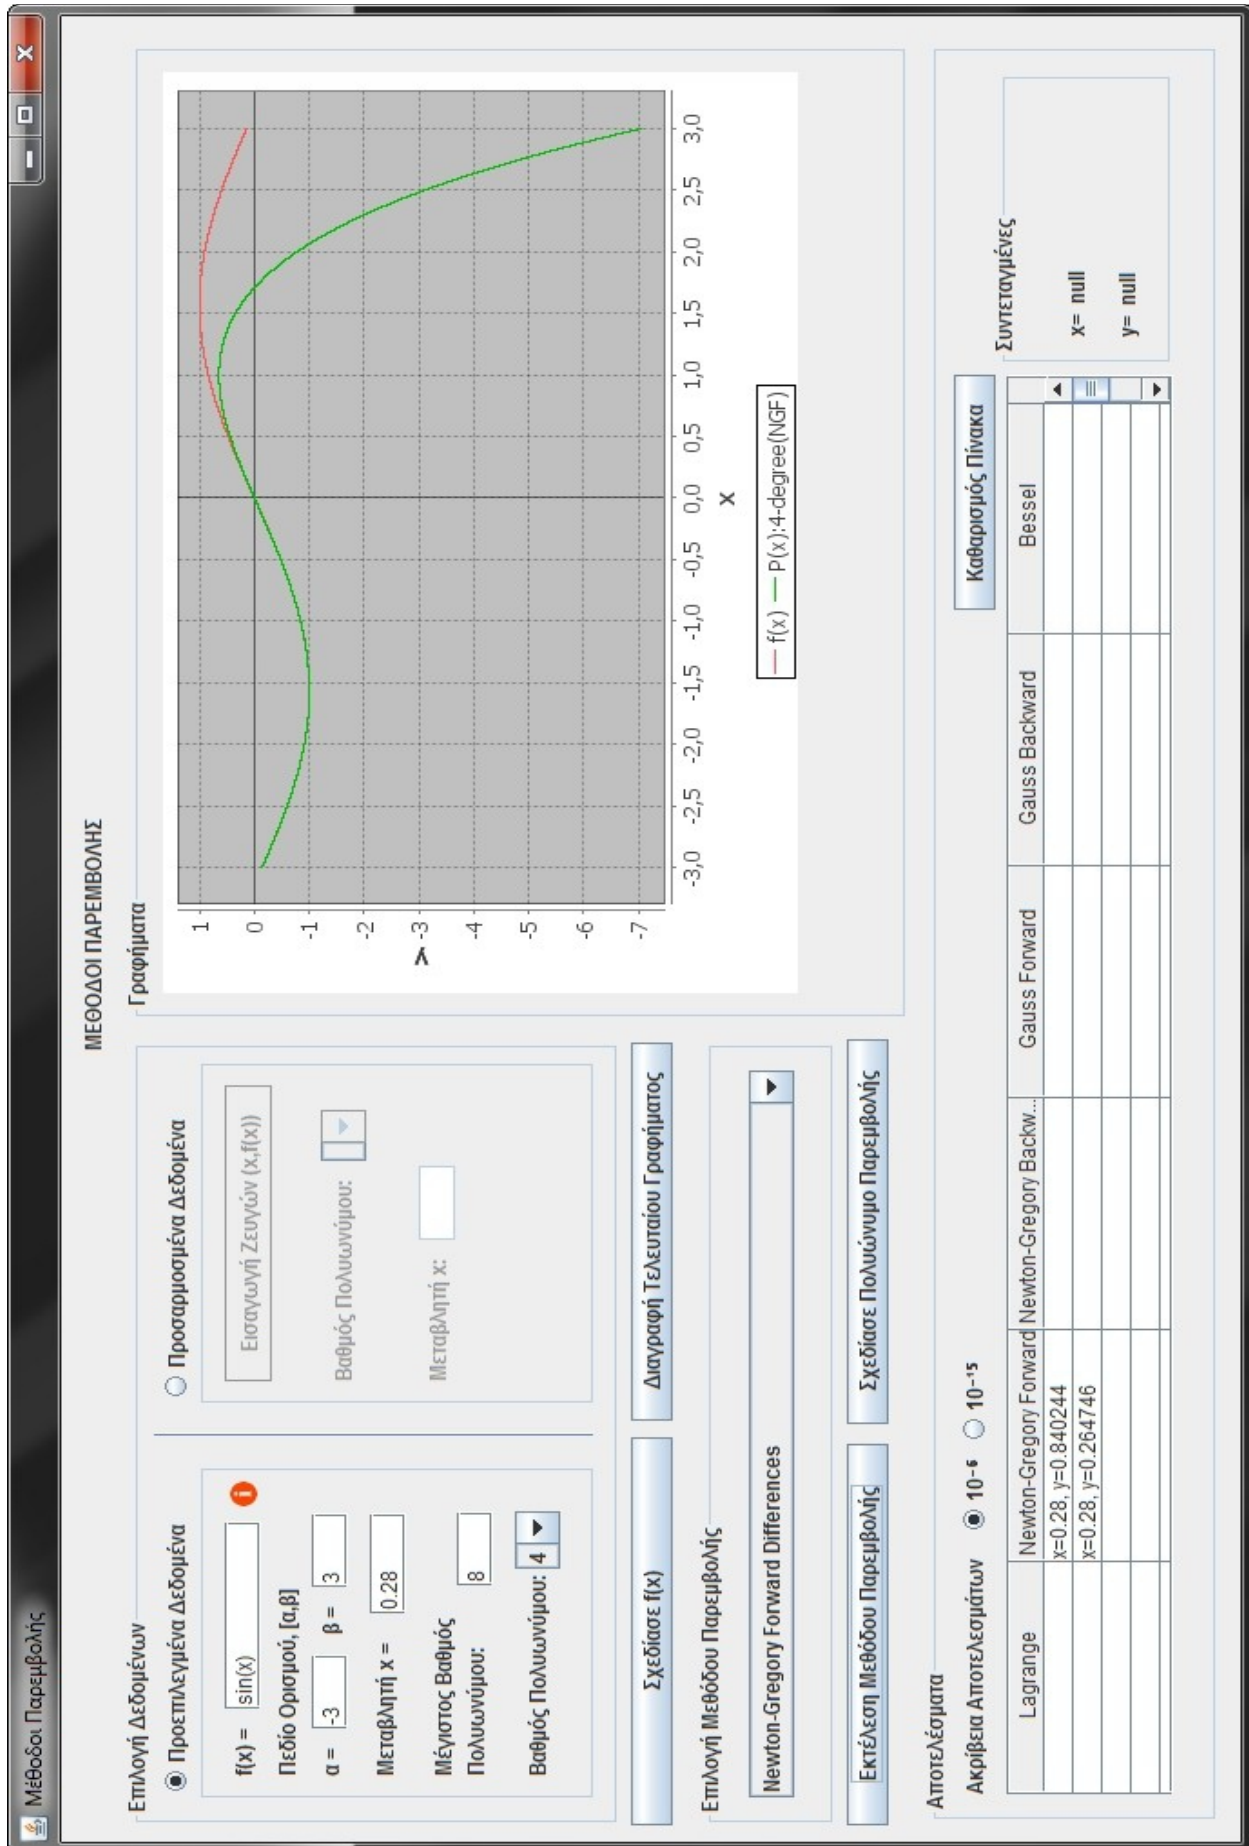 Μέθοδοι Παρεμβολής
ΜΕΘΟΔΟΙ ΠΑΡΕΜΒΟΛΗΣ
Επιλογή Δεδομένων
Προεπιλεγμένα Δεδομένα
f(x) = sin(x)
Πεδίο Ορισμού, [α,β]
α = -3 β = 3
Μεταβλητή x = 0.28
Μέγιστος Βαθμός
Πολυωνύμου: 8
Βαθμός Πολυωνύμου: 4
Προσαρμοσμένα Δεδομένα
Εισαγωγή Ζευγών (x,f(x))
Βαθμός Πολυωνύμου:
Μεταβλητή x:
Σχεδίασε f(x)
Διαγραφή Τελευταίου Γραφήματος
Επιλογή Μεθόδου Παρεμβολής
Newton-Gregory Forward Differences
Εκτέλεση Μεθόδου Παρεμβολής
Σχεδίασε Πολυώνυμο Παρεμβολής
Γραφήματα
1
0
-1
-2
-3
-4
-5
-6
-7
Y
-3,0 -2,5 -2,0 -1,5 -1,0 -0,5 0,0 0,5 1,0 1,5 2,0 2,5 3,0
X
f(x) P(x):4-degree(NGF)
Αποτελέσματα
Ακρίβεια Αποτελεσμάτων 10⁻⁶ 10⁻¹⁵
Καθαρισμός Πίνακα
Lagrange Newton-Gregory Forward Newton-Gregory Backw... Gauss Forward Gauss Backward Bessel
x=0.28, y=0.840244
x=0.28, y=0.264746
Συντεταγμένες
x= null
y= null